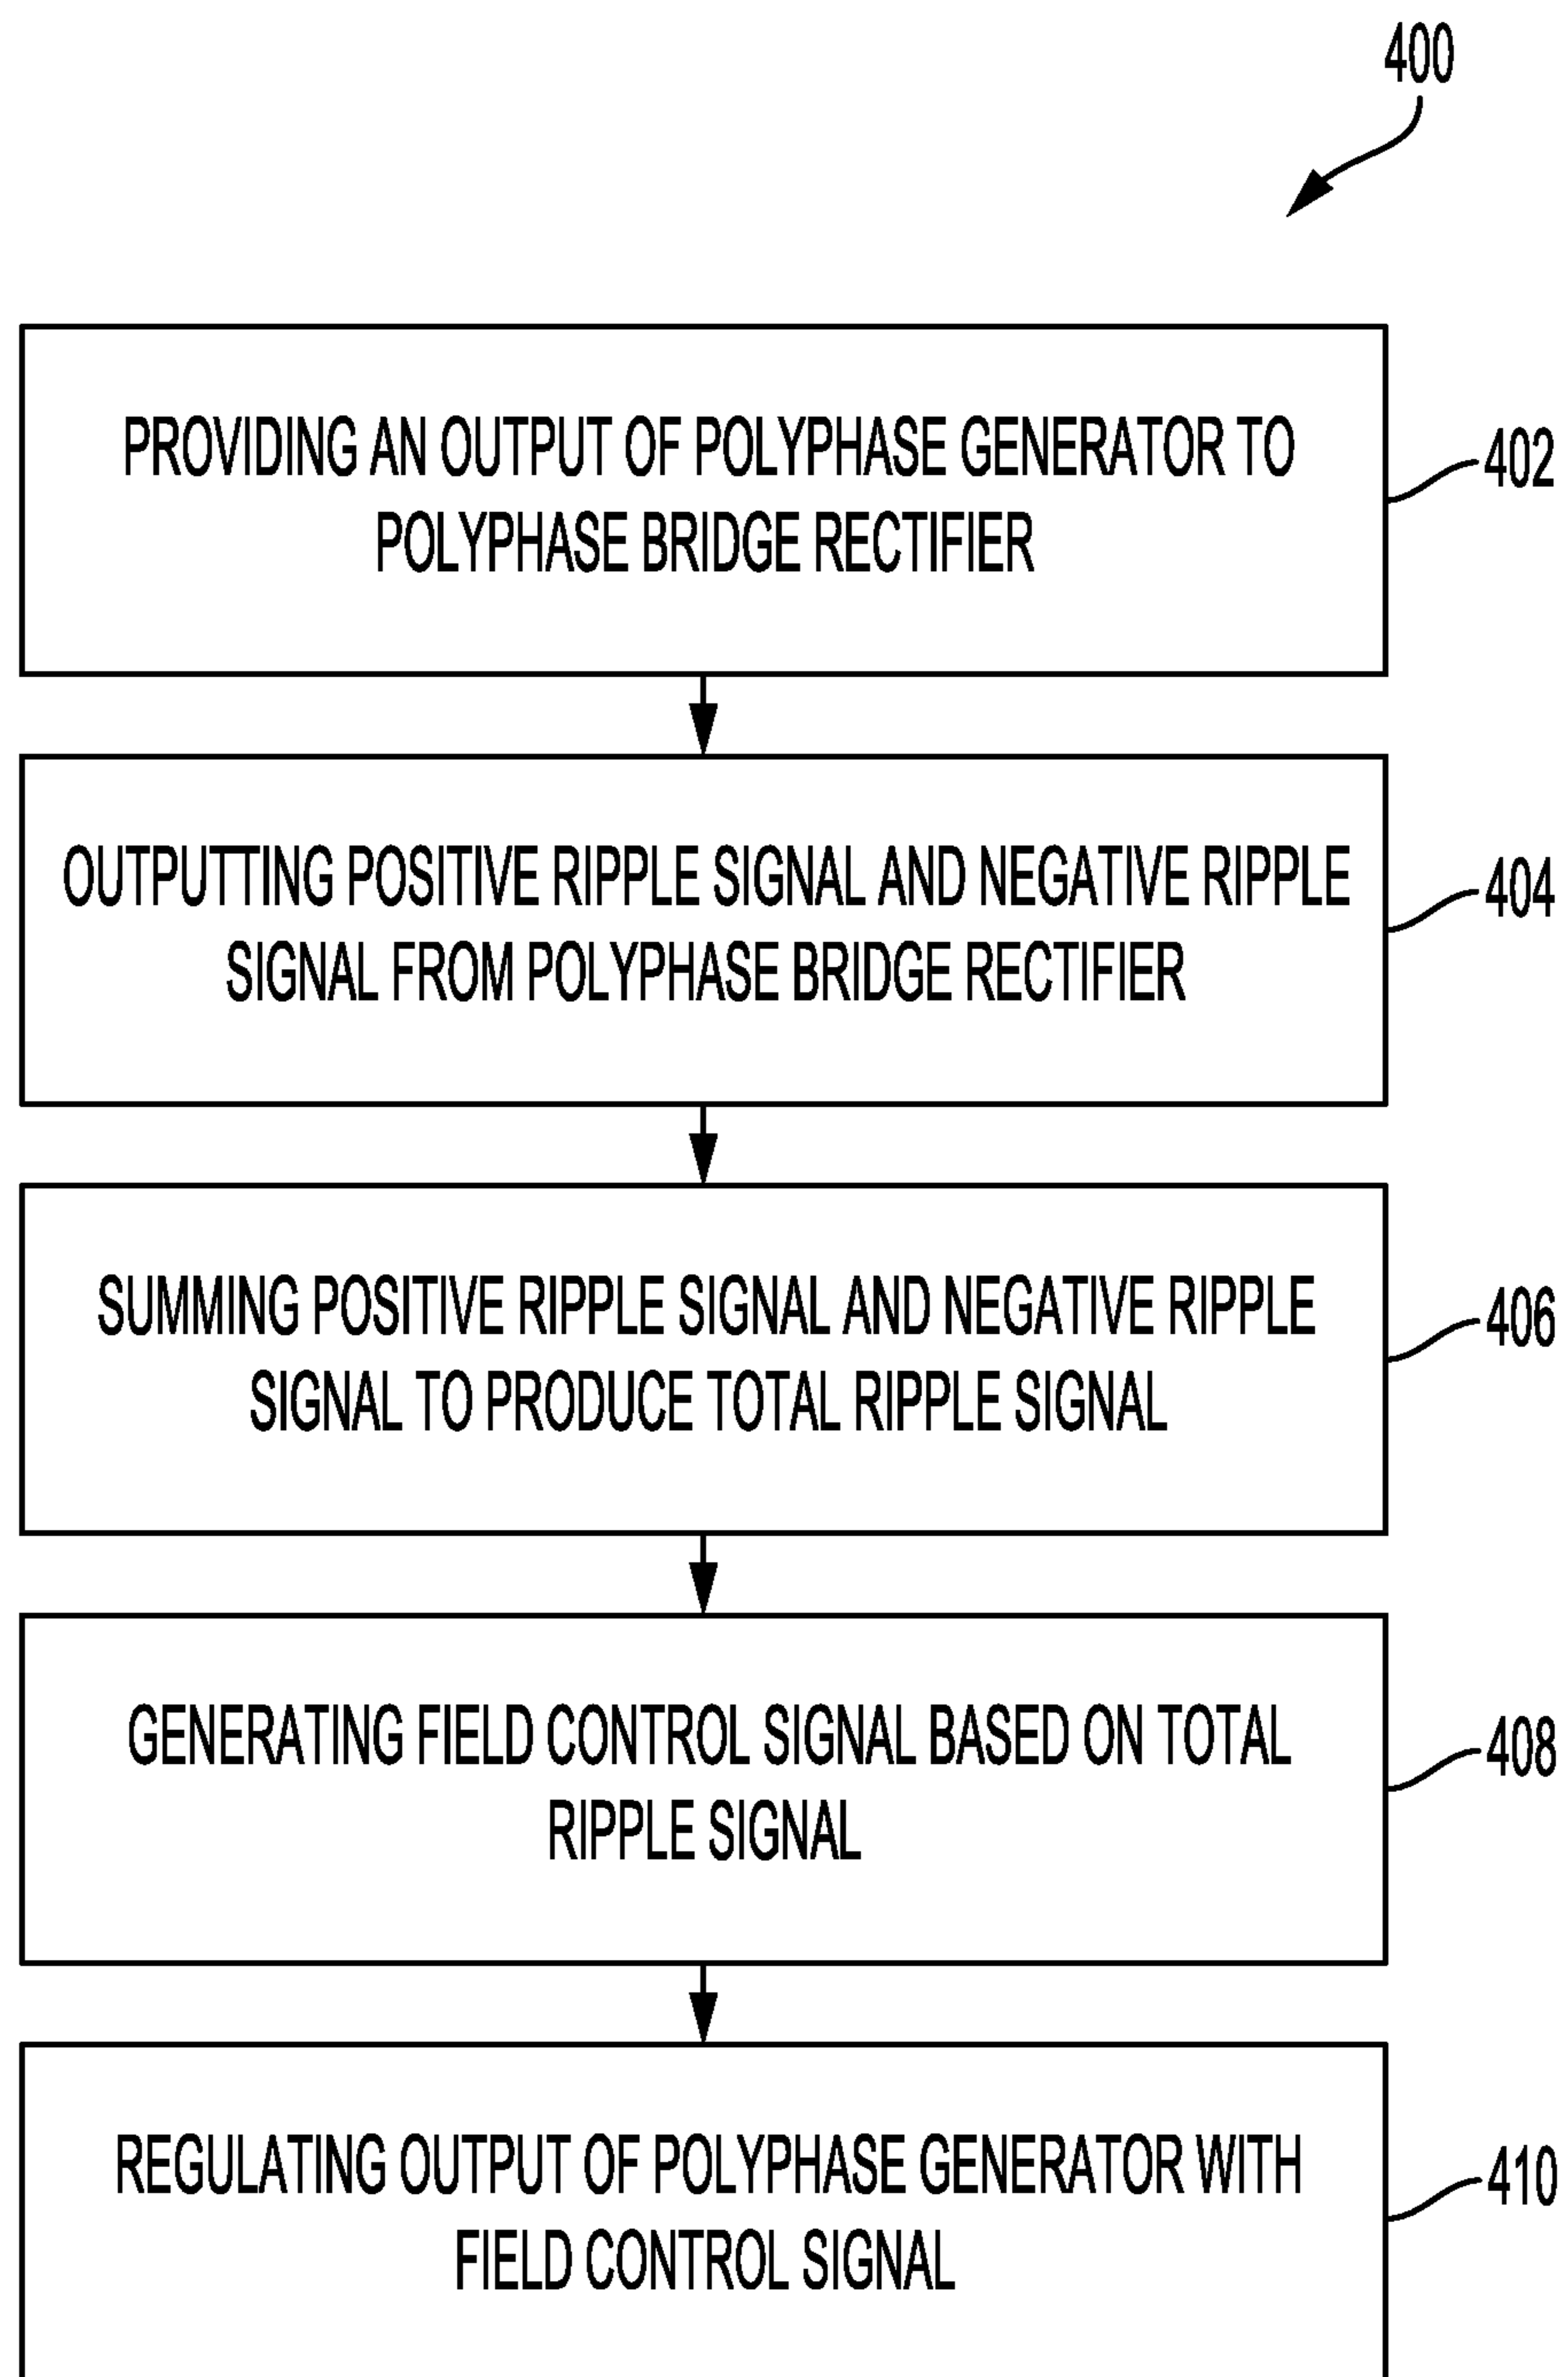 400
PROVIDING AN OUTPUT OF POLYPHASE GENERATOR TO
POLYPHASE BRIDGE RECTIFIER
402
OUTPUTTING POSITIVE RIPPLE SIGNAL AND NEGATIVE RIPPLE
SIGNAL FROM POLYPHASE BRIDGE RECTIFIER
404
SUMMING POSITIVE RIPPLE SIGNAL AND NEGATIVE RIPPLE
SIGNAL TO PRODUCE TOTAL RIPPLE SIGNAL
406
GENERATING FIELD CONTROL SIGNAL BASED ON TOTAL
RIPPLE SIGNAL
408
REGULATING OUTPUT OF POLYPHASE GENERATOR WITH
FIELD CONTROL SIGNAL
410